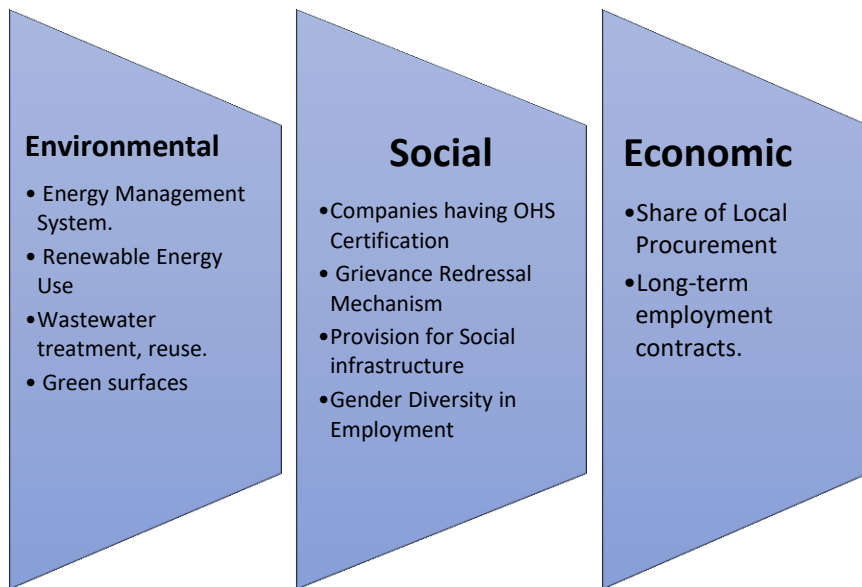 Environmental
• Energy Management
System.
• Renewable Energy
Use
•Wastewater
treatment, reuse.
• Green surfaces
Social
•Companies having OHS
Certification
• Grievance Redressal
Mechanism
•Provision for Social
infrastructure
•Gender Diversity in
Employment
Economic
•Share of Local
Procurement
•Long-term
employment
contracts.